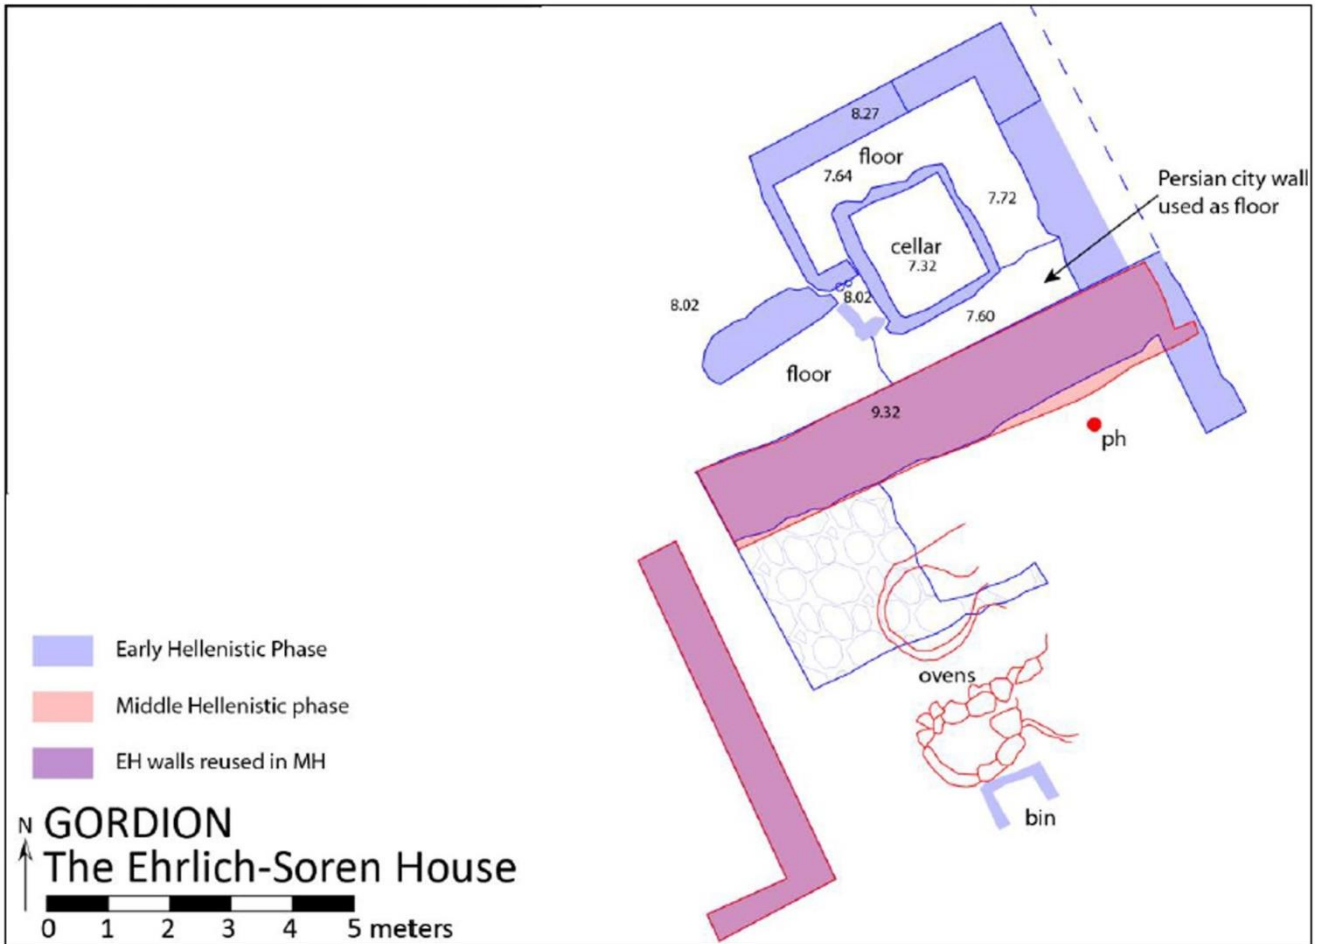 8.27
floor
7.64
7.72
Persian city wall
used as floor
cellar
7.32
8.02
8.02
7.60
floor
9.32
ph
ovens
bin
Early Hellenistic Phase
Middle Hellenistic phase
EH walls reused in MH
N
GORDION
The Ehrlich-Soren House
0 1 2 3 4 5 meters